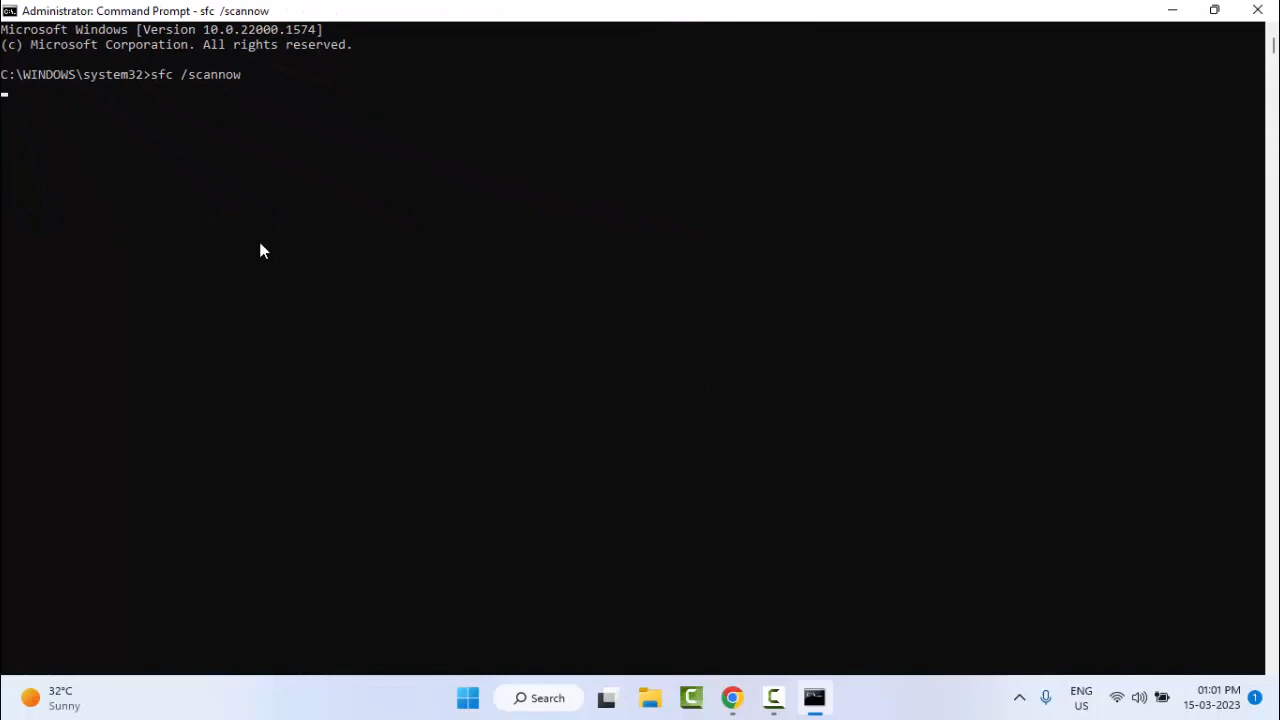 Administrator: Command Prompt - sfc /scannow
Microsoft Windows [Version 10.0.22000.1574]
(c) Microsoft Corporation. All rights reserved.
C:\WINDOWS\system32>sfc /scannow
32°C
Sunny
Search
ENG
US
01:01 PM
15-03-2023
1